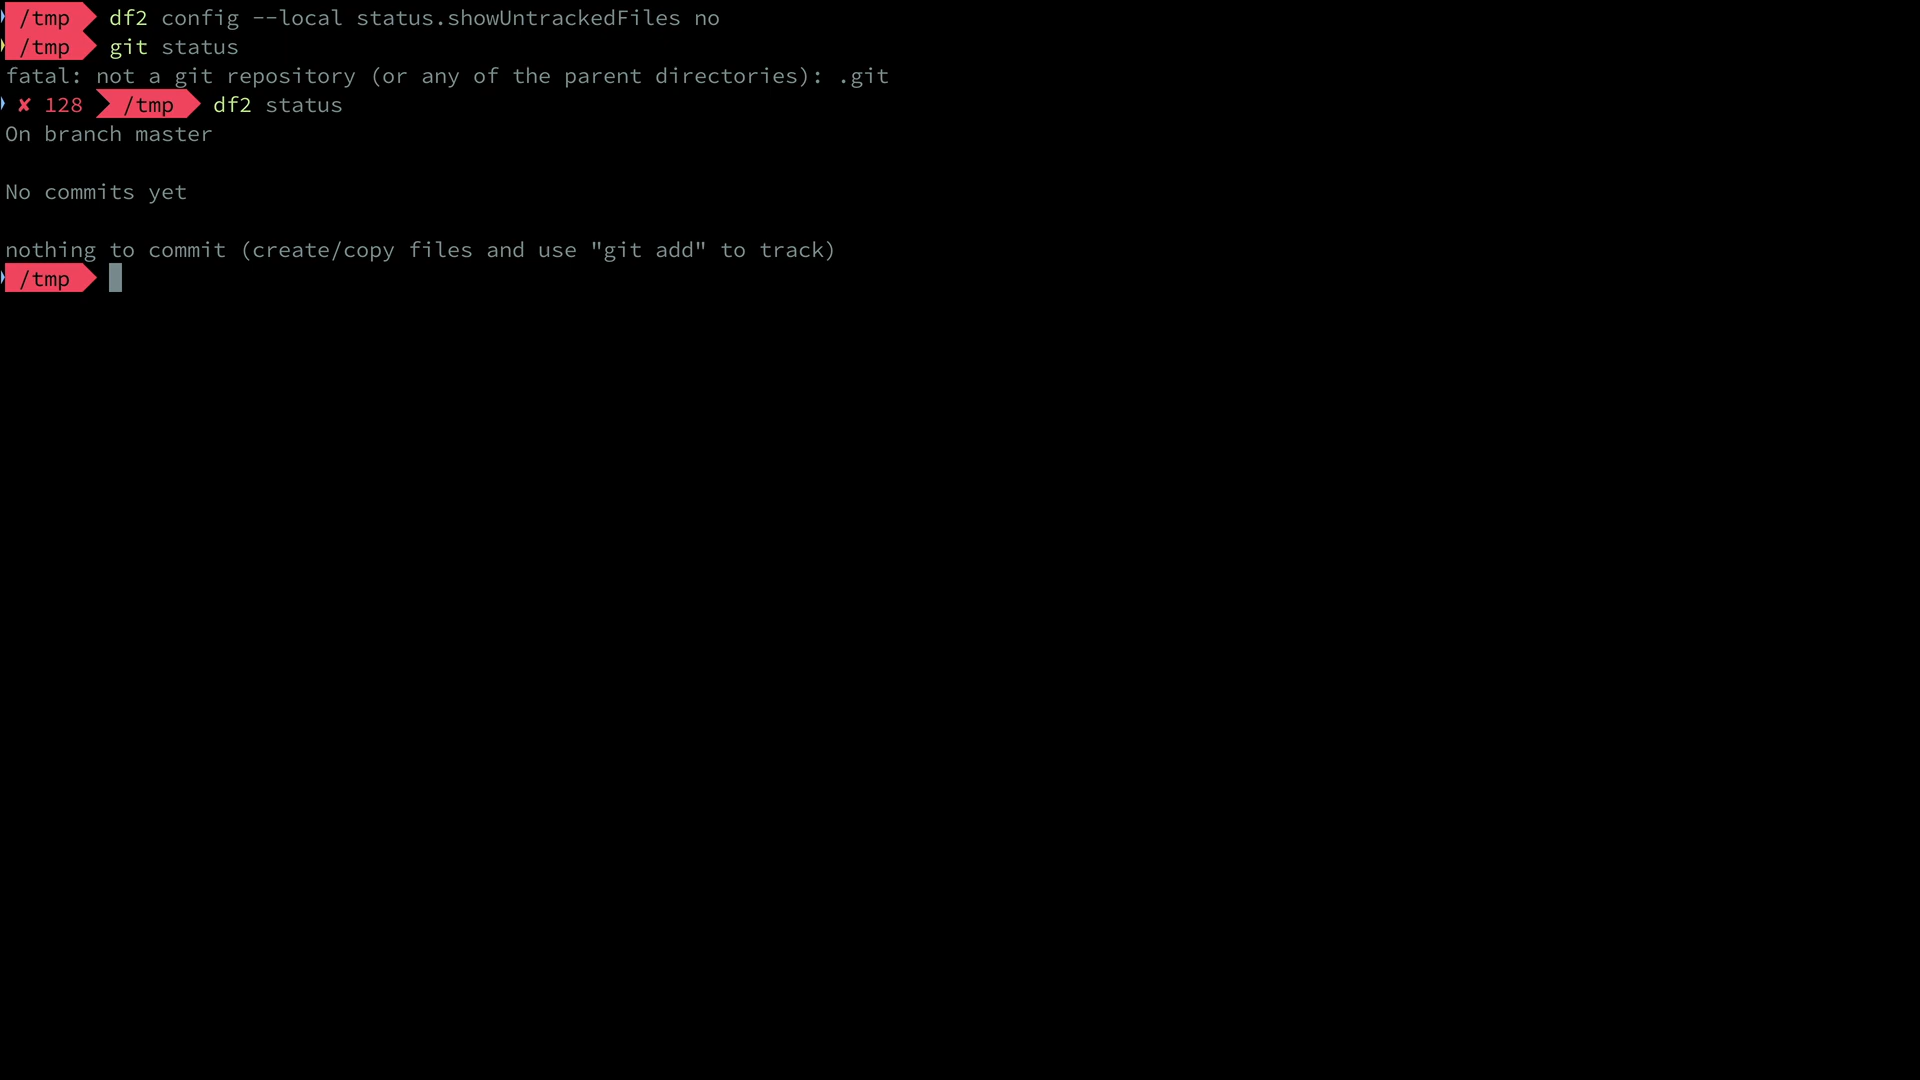 /tmp df2 config --local status.showUntrackedFiles no
/tmp git status
fatal: not a git repository (or any of the parent directories): .git
✘ 128 /tmp df2 status
On branch master
No commits yet
nothing to commit (create/copy files and use "git add" to track)
/tmp